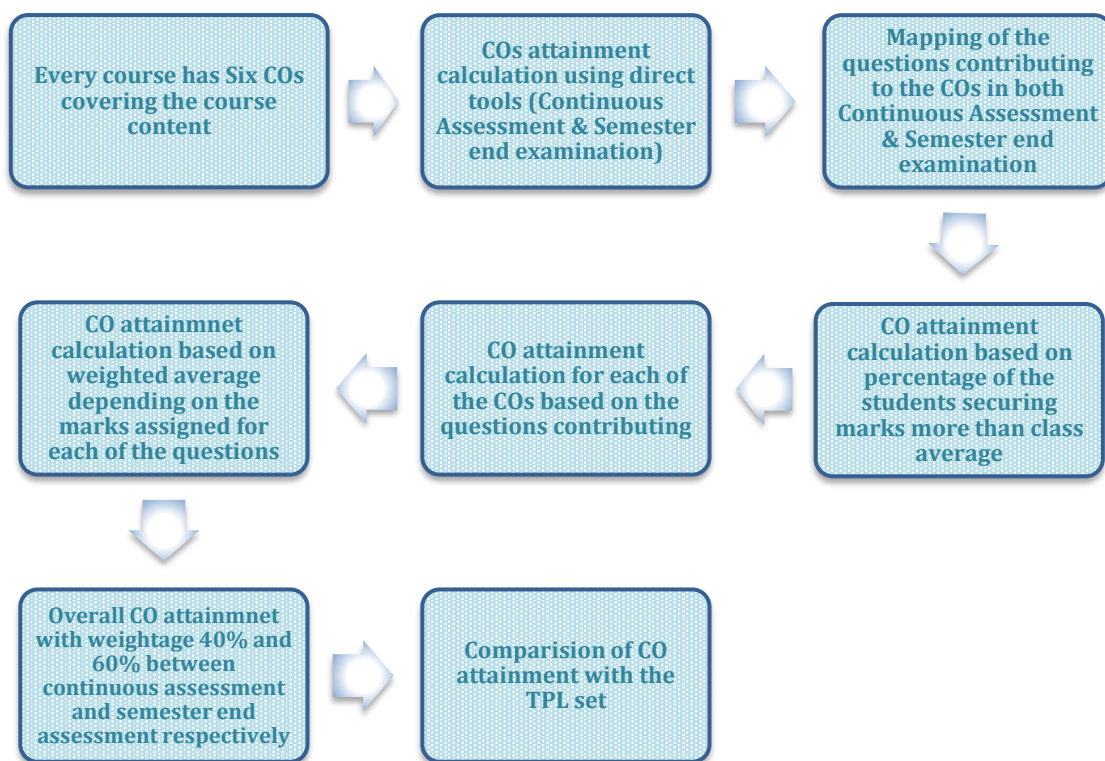 Every course has Six COs
covering the course
content
COs attainment
calculation using direct
tools (Continuous
Assessment & Semester
end examination)
Mapping of the
questions contributing
to the COs in both
Continuous Assessment
& Semester end
examination
CO attainment
calculation based on
percentage of the
students securing
marks more than class
average
CO attainment
calculation for each of
the COs based on the
questions contributing
CO attainmnet
calculation based on
weighted average
depending on the
marks assigned for
each of the questions
Overall CO attainmnet
with weightage 40% and
60% between
continuous assessment
and semester end
assessment respectively
Comparision of CO
attainment with the
TPL set